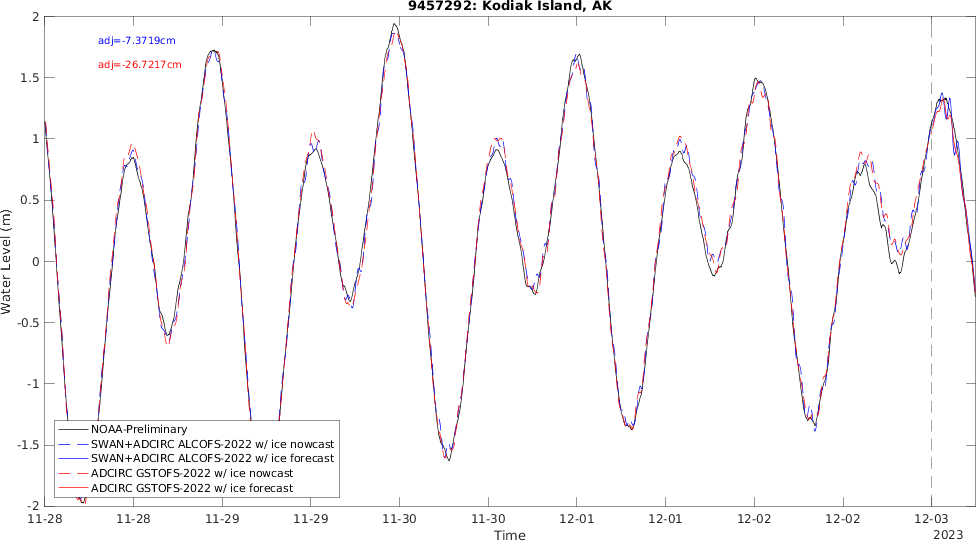 9457292: Kodiak Island, AK
adj=-7.3719cm
adj=-26.7217cm
2
1.5
1
0.5
0
-0.5
-1
-1.5
-2
Water Level (m)
NOAA-Preliminary
SWAN+ADCIRC ALCOFS-2022 w/ ice nowcast
SWAN+ADCIRC ALCOFS-2022 w/ ice forecast
ADCIRC GSTOFS-2022 w/ ice nowcast
ADCIRC GSTOFS-2022 w/ ice forecast
11-28 11-28 11-29 11-29 11-30 11-30 12-01 12-01 12-02 12-02 12-03
Time
2023